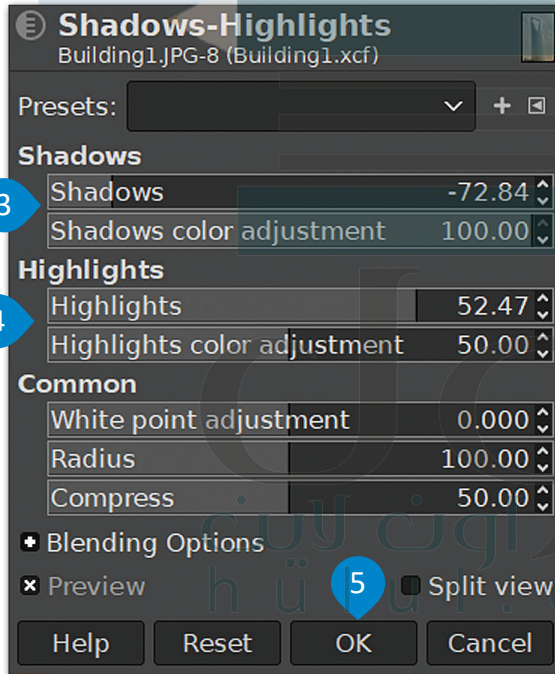 Shadows-Highlights
Building1.JPG-8 (Building1.xcf)
Presets:
Shadows
3
Shadows -72.84
Shadows color adjustment 100.00
Highlights
4
Highlights 52.47
Highlights color adjustment 50.00
Common
White point adjustment 0.000
Radius 100.00
Compress 50.00
Blending Options
Preview
5
Split view
Help Reset OK Cancel